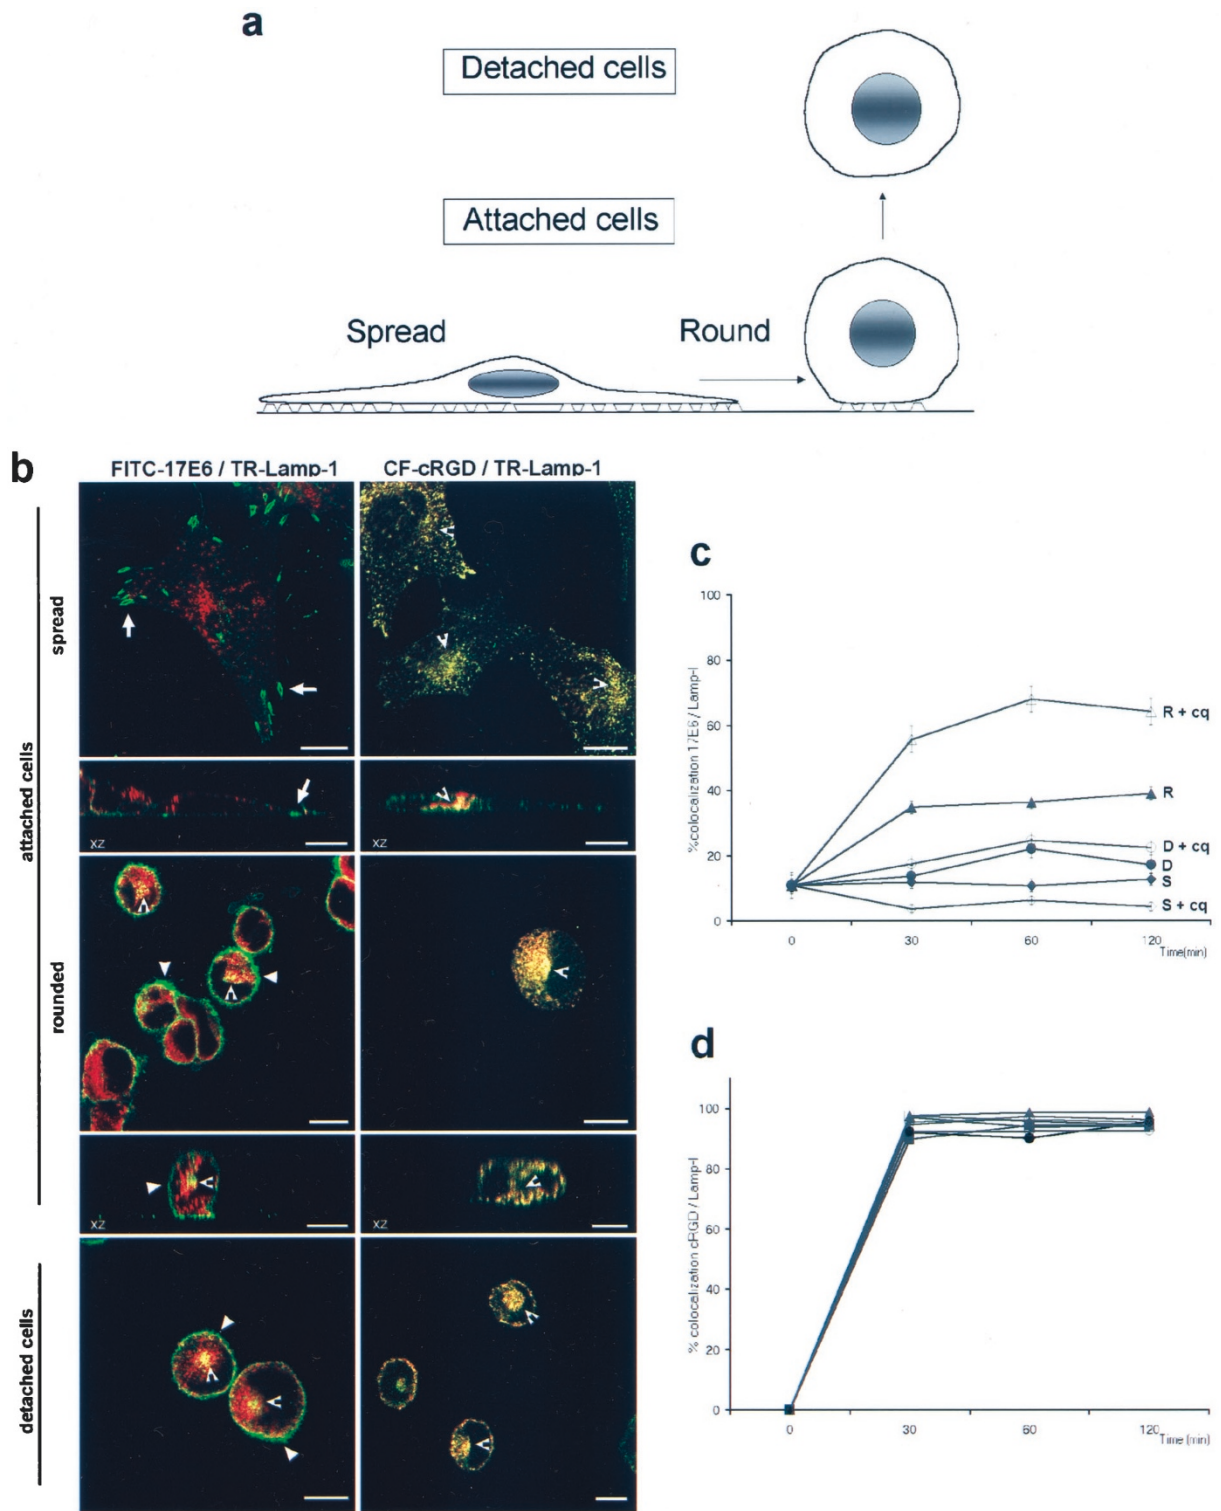 a
Detached cells
Attached cells
Spread
Round
b
FITC-17E6 / TR-Lamp-1
CF-cRGD / TR-Lamp-1
attached cells
spread
rounded
detached cells
XZ
XZ
XZ
XZ
c
100
80
60
40
20
0
%colocalization 17E6 / Lamp-I
R + cq
R
D + cq
D
S
S + cq
0
30
60
120
Time(min)
d
100
80
60
40
20
0
% colocalization cRGD / Lamp-I
0
30
60
120
Time (min)